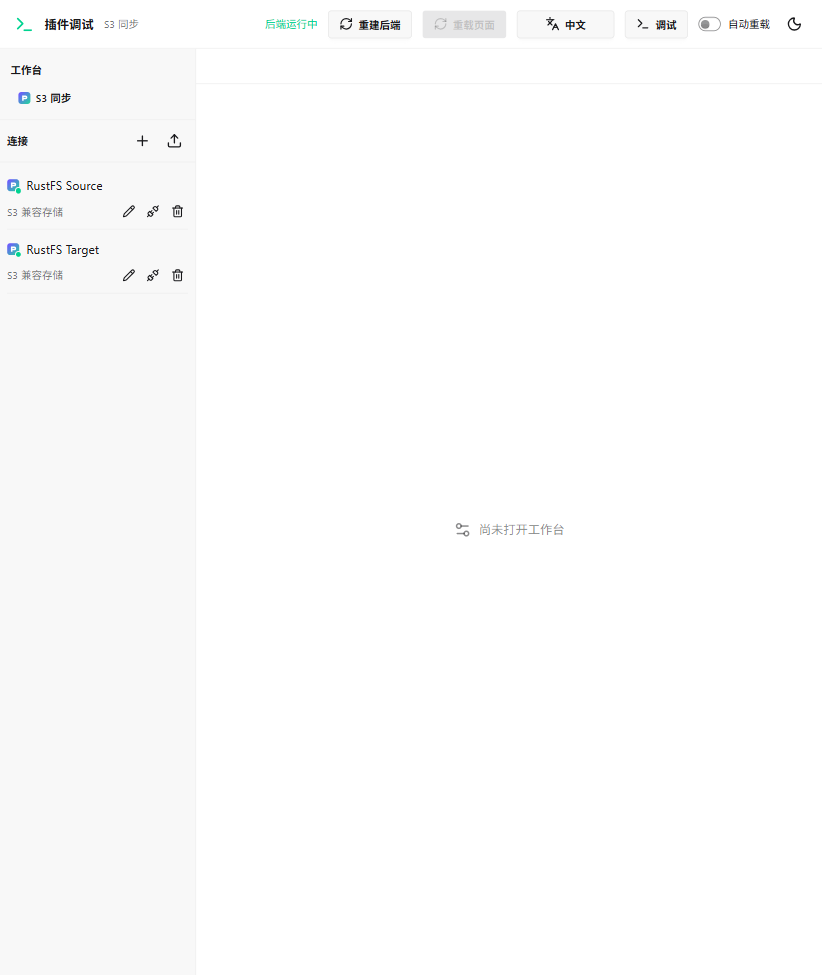 插件调试 S3 同步 后端运行中 重建后端 重载页面 中文 调试 自动重载
工作台
S3 同步
连接
RustFS Source
S3 兼容存储
RustFS Target
S3 兼容存储
尚未打开工作台